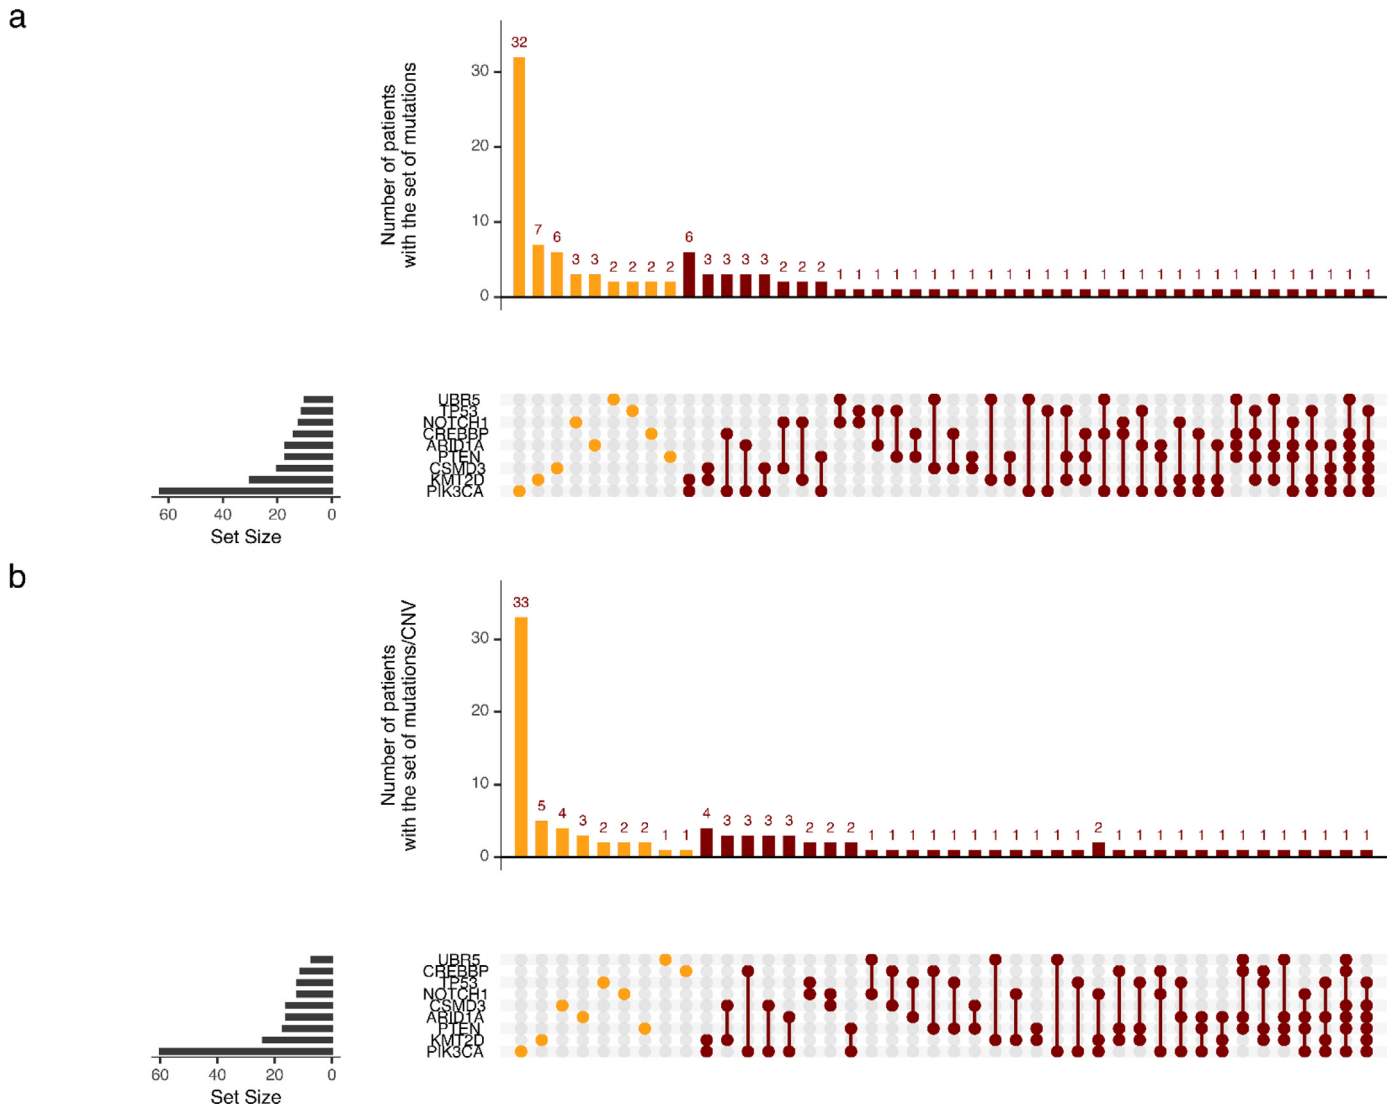 a
Number of patients
with the set of mutations
30
20
10
0
32
7 6 3 3 2 2 2 2 6 3 3 3 3 2 2 2 1 1 1 1 1 1 1 1 1 1 1 1 1 1 1 1 1 1 1 1 1 1 1 1 1 1 1 1 1
UBR5
TP53
NOTCH1
CREBBP
ARID1A
PTEN
CSMD3
KMT2D
PIK3CA
60 40 20 0
Set Size
b
Number of patients
with the set of mutations/CNV
30
20
10
0
33
5 4 3 2 2 2 1 1 4 3 3 3 3 2 2 2 1 1 1 1 1 1 1 1 1 1 1 2 1 1 1 1 1 1 1 1 1 1 1 1 1
UBR5
CREBBP
TP53
NOTCH1
CSMD3
ARID1A
PTEN
KMT2D
PIK3CA
60 40 20 0
Set Size